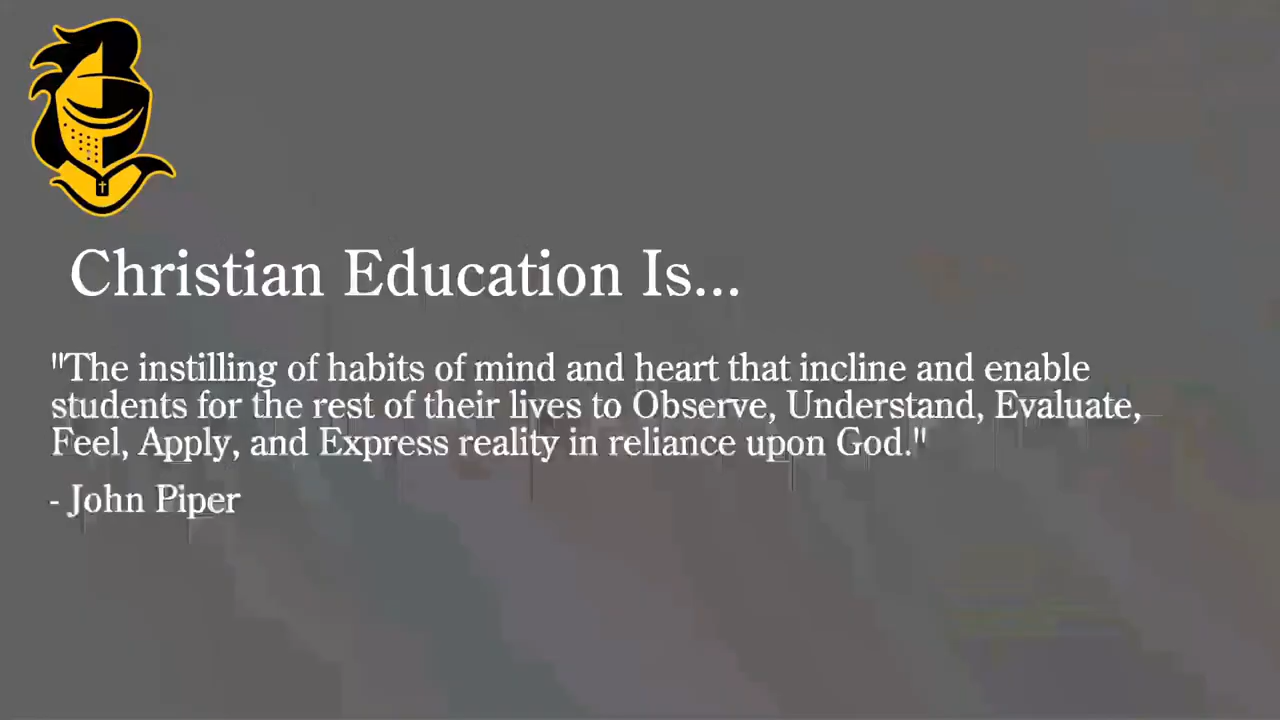 Christian Education Is...
"The instilling of habits of mind and heart that incline and enable
students for the rest of their lives to Observe, Understand, Evaluate,
Feel, Apply, and Express reality in reliance upon God."
- John Piper